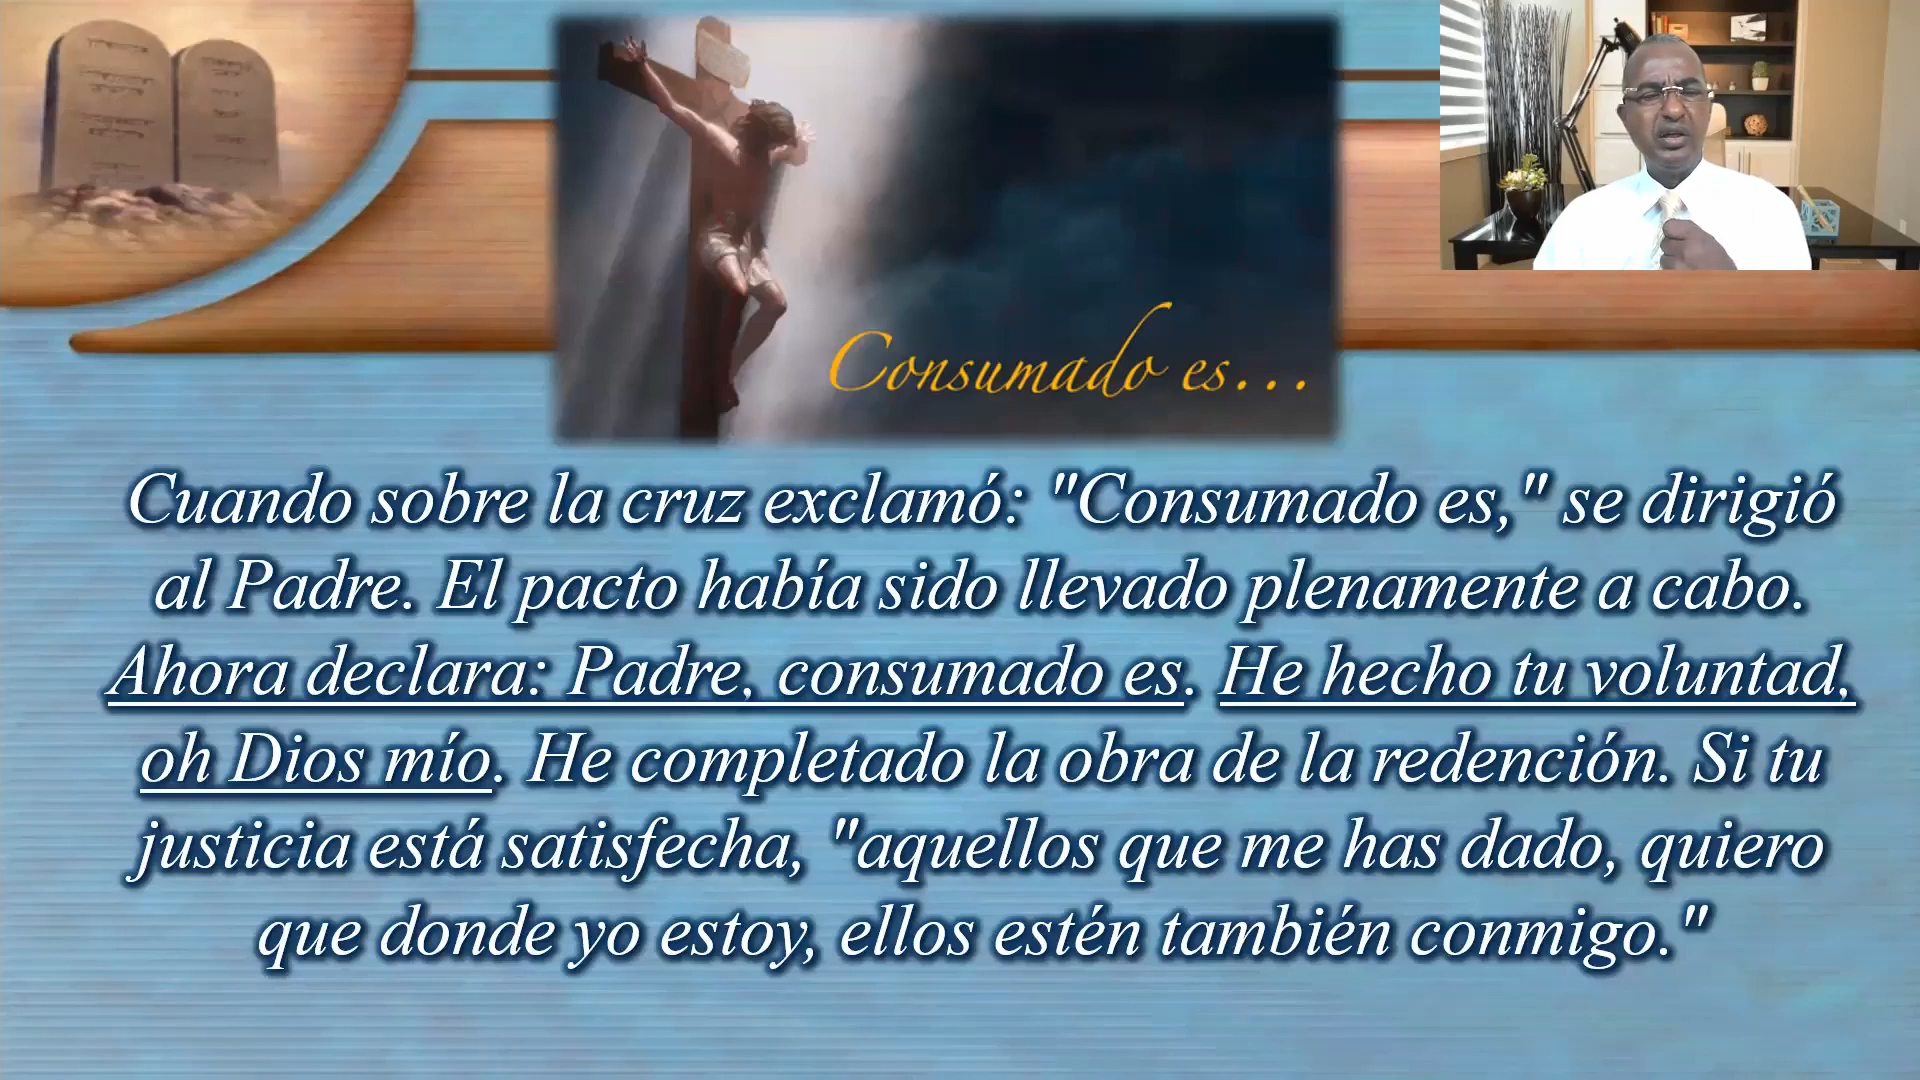 Consumado es...
Cuando sobre la cruz exclamó: "Consumado es," se dirigió
al Padre. El pacto había sido llevado plenamente a cabo.
Ahora declara: Padre, consumado es. He hecho tu voluntad,
oh Dios mío. He completado la obra de la redención. Si tu
justicia está satisfecha, "aquellos que me has dado, quiero
que donde yo estoy, ellos estén también conmigo."